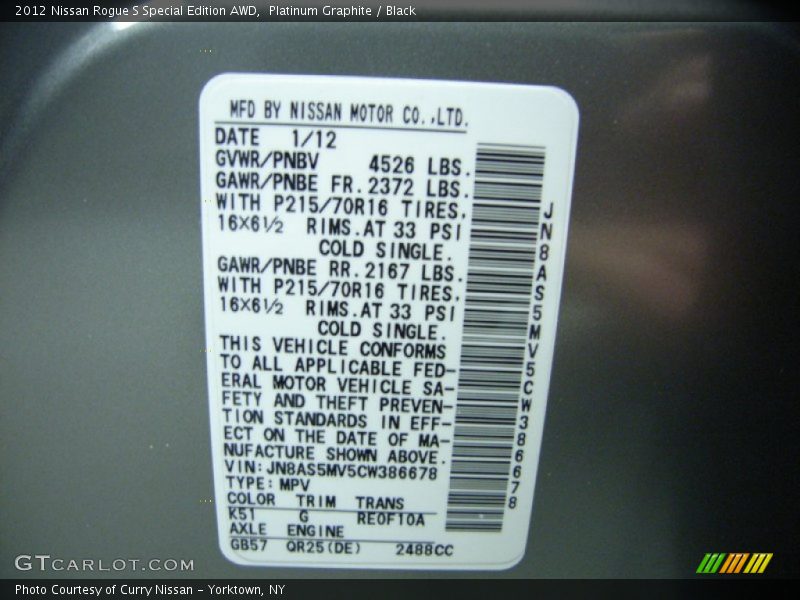 2012 Nissan Rogue S Special Edition AWD,  Platinum Graphite / Black
MFD BY NISSAN MOTOR CO.,LTD.
DATE 1/12
GVWR/PNBV 4526 LBS.
GAWR/PNBE FR.2372 LBS.
WITH P215/70R16 TIRES,
16X6½ RIMS.AT 33 PSI
COLD SINGLE.
GAWR/PNBE RR.2167 LBS.
WITH P215/70R16 TIRES,
16X6½ RIMS.AT 33 PSI
COLD SINGLE.
THIS VEHICLE CONFORMS
TO ALL APPLICABLE FED-
ERAL MOTOR VEHICLE SA-
FETY AND THEFT PREVEN-
TION STANDARDS IN EFF-
ECT ON THE DATE OF MA-
NUFACTURE SHOWN ABOVE.
VIN:JN8AS5MV5CW386678
TYPE:MPV
COLOR TRIM TRANS
K51 G RE0F10A
AXLE ENGINE
GB57 QR25(DE) 2488CC
JN8AS5MV5CW386678
GTCARLOT.COM
Photo Courtesy of Curry Nissan - Yorktown, NY